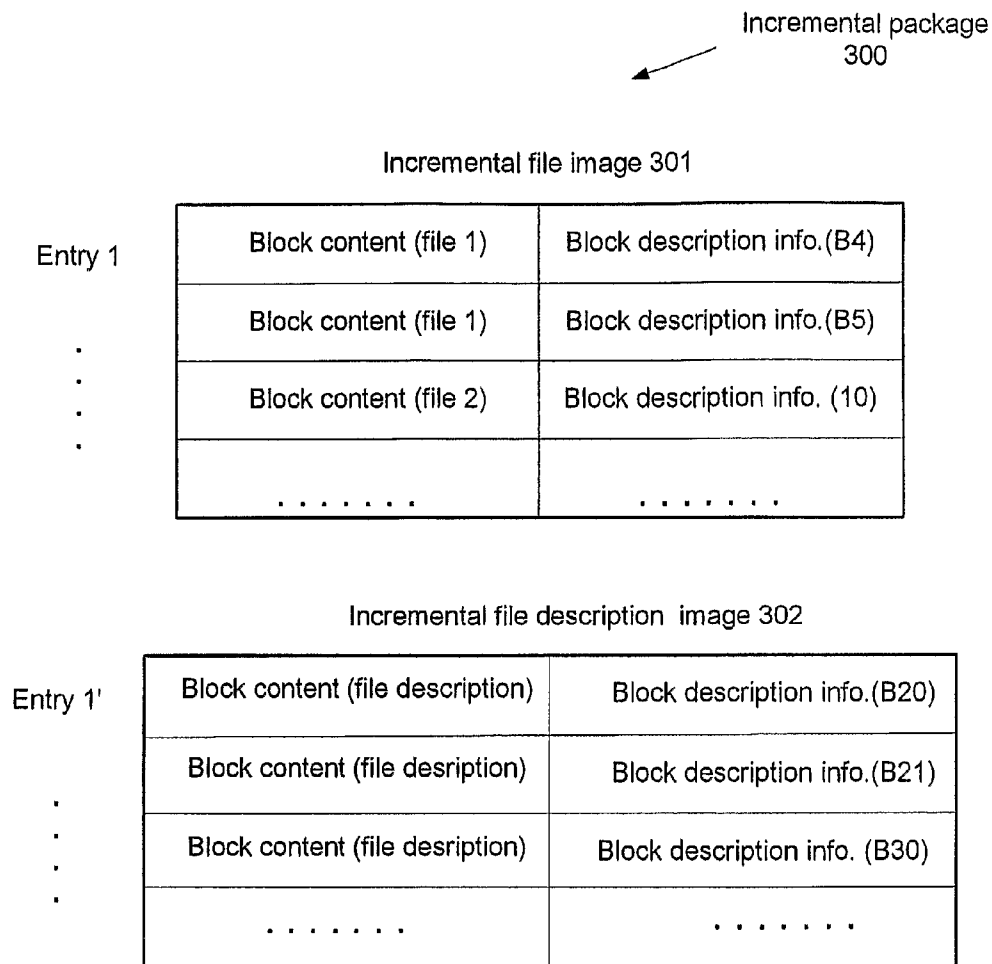 Incremental package
300
Incremental file image 301
Entry 1
Block content (file 1) Block description info.(B4)
Block content (file 1) Block description info.(B5)
Block content (file 2) Block description info. (10)
. . . . . . . . . . . . . .
Incremental file description image 302
Entry 1'
Block content (file description) Block description info.(B20)
Block content (file desription) Block description info.(B21)
Block content (file desription) Block description info. (B30)
. . . . . . . . . . . . . .